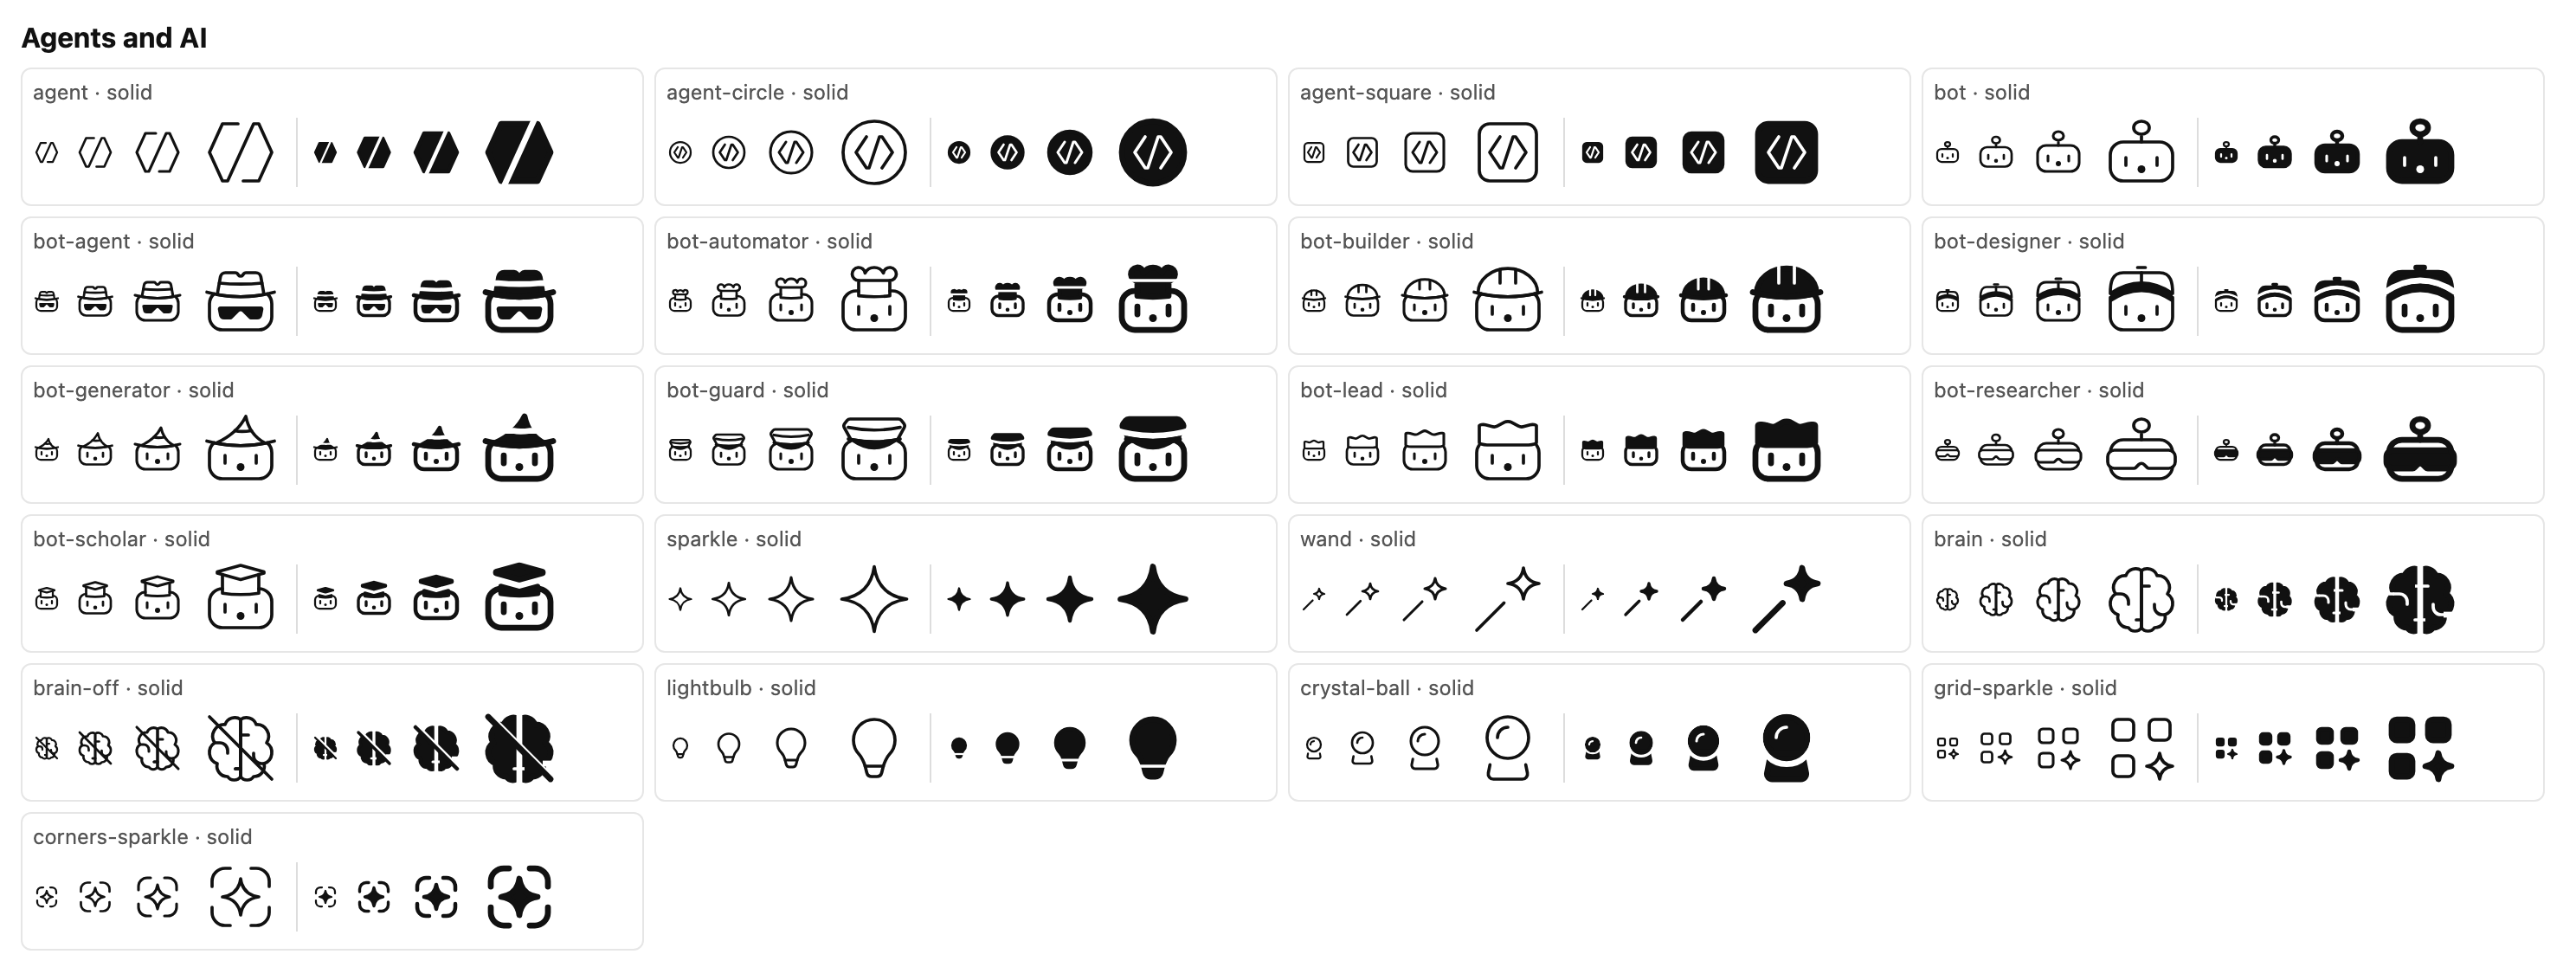 Agents and AI
agent · solid
agent-circle · solid
agent-square · solid
bot · solid
bot-agent · solid
bot-automator · solid
bot-builder · solid
bot-designer · solid
bot-generator · solid
bot-guard · solid
bot-lead · solid
bot-researcher · solid
bot-scholar · solid
sparkle · solid
wand · solid
brain · solid
brain-off · solid
lightbulb · solid
crystal-ball · solid
grid-sparkle · solid
corners-sparkle · solid